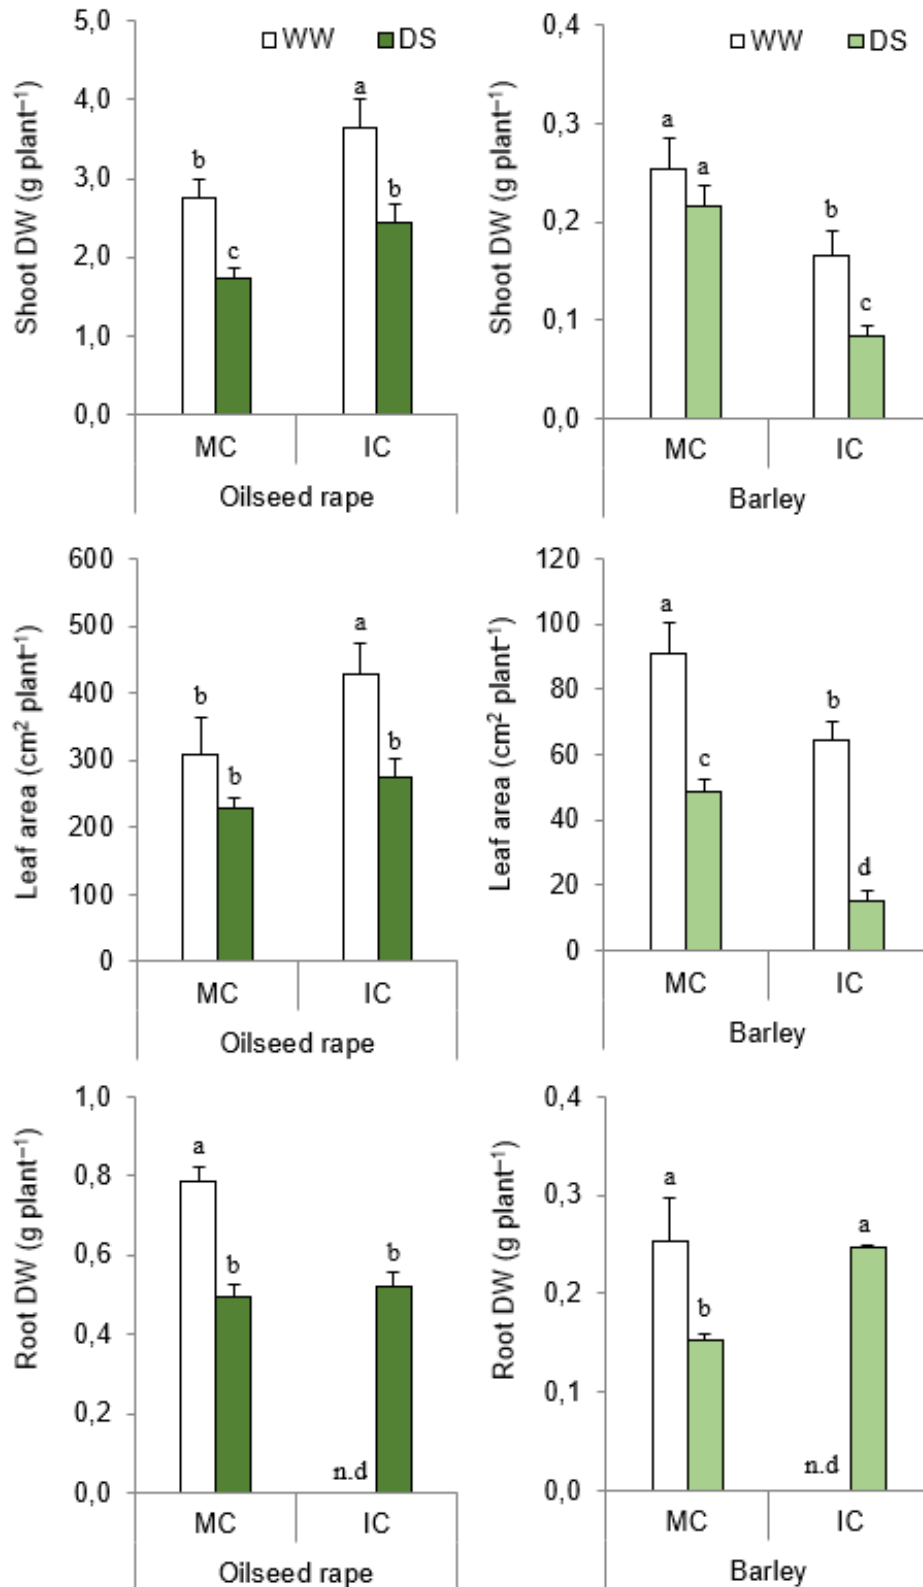 Shoot DW (g plant⁻¹)
5,0
4,0
3,0
2,0
1,0
0,0
WW DS
b
c
a
b
MC IC
Oilseed rape
Shoot DW (g plant⁻¹)
0,4
0,3
0,2
0,1
0,0
WW DS
a
a
b
c
MC IC
Barley
Leaf area (cm² plant⁻¹)
600
500
400
300
200
100
0
b
b
a
b
MC IC
Oilseed rape
Leaf area (cm² plant⁻¹)
120
100
80
60
40
20
0
a
c
b
d
MC IC
Barley
Root DW (g plant⁻¹)
1,0
0,8
0,6
0,4
0,2
0,0
a
b
n.d
b
MC IC
Oilseed rape
Root DW (g plant⁻¹)
0,4
0,3
0,2
0,1
0,0
a
b
n.d
a
MC IC
Barley